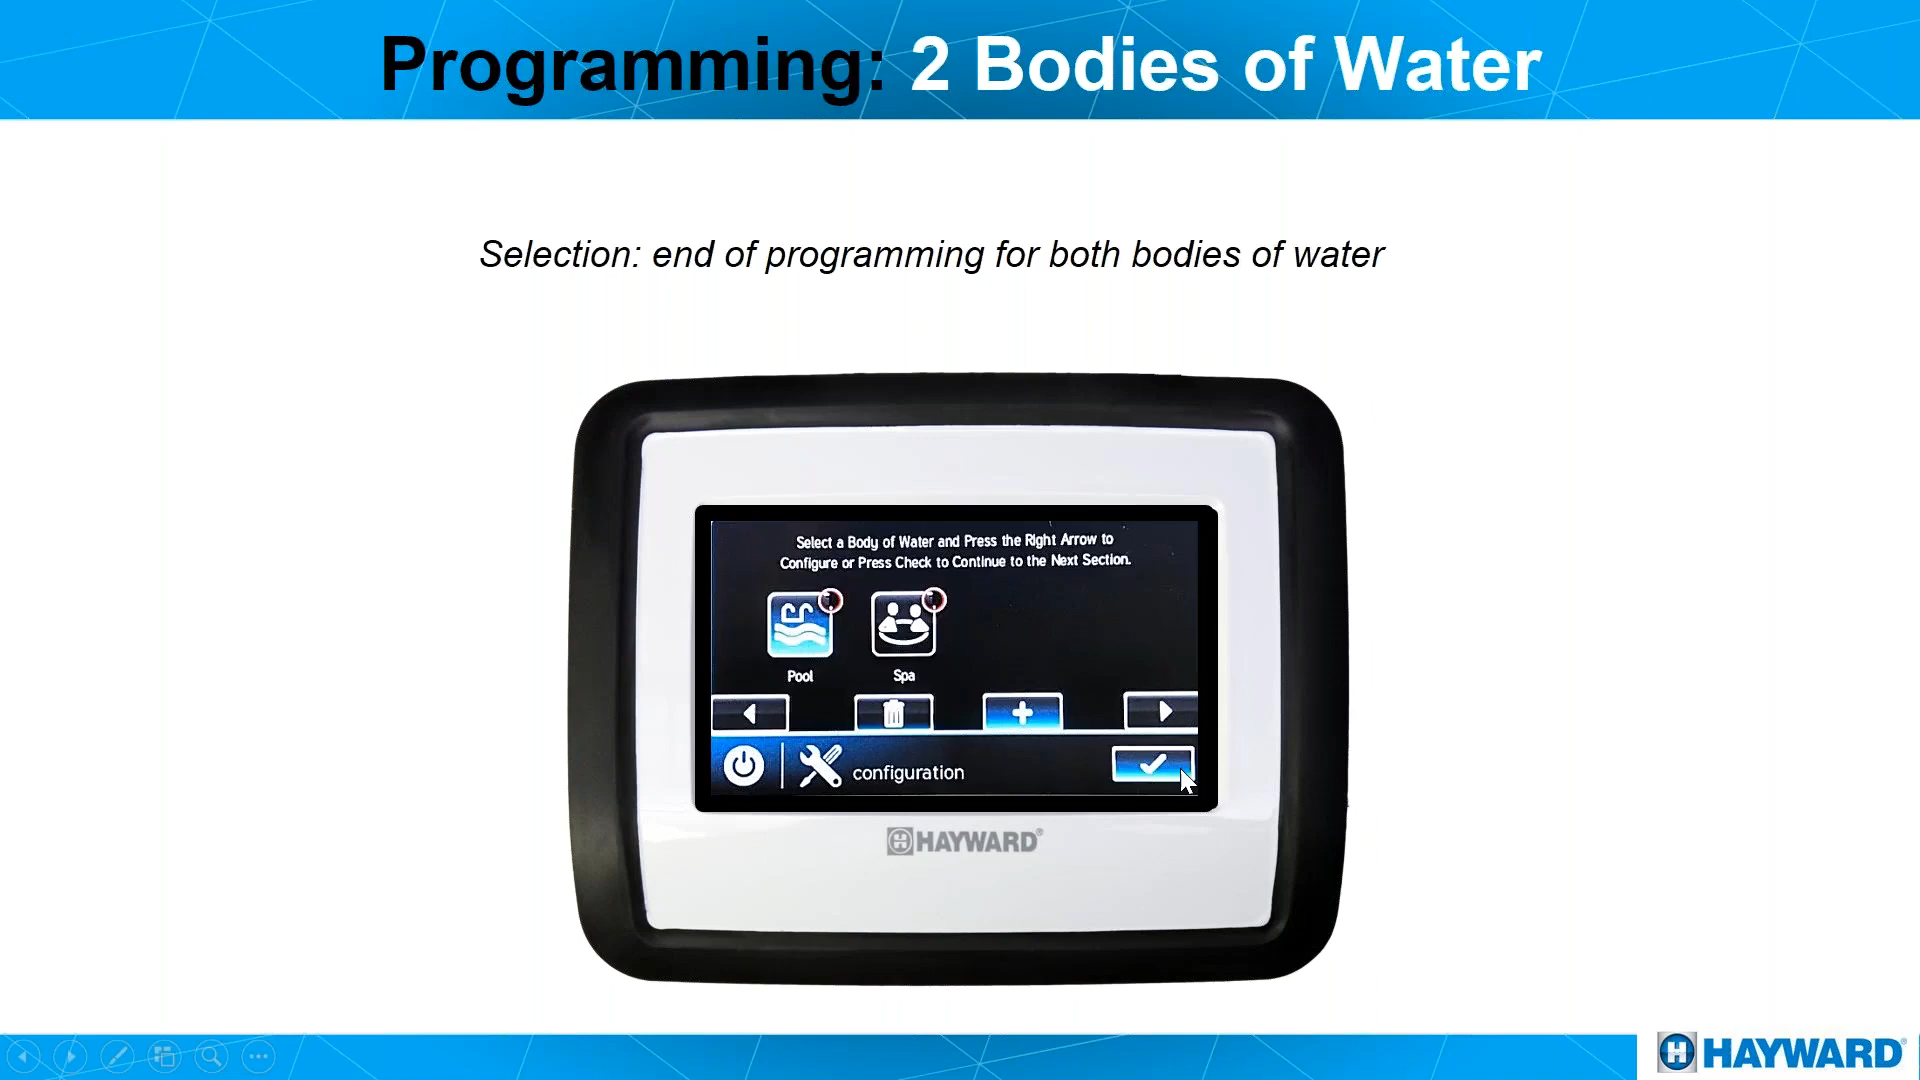 Programming: 2 Bodies of Water
Selection: end of programming for both bodies of water
Select a Body of Water and Press the Right Arrow to
Configure or Press Check to Continue to the Next Section.
Pool Spa
configuration
HAYWARD®
HAYWARD®